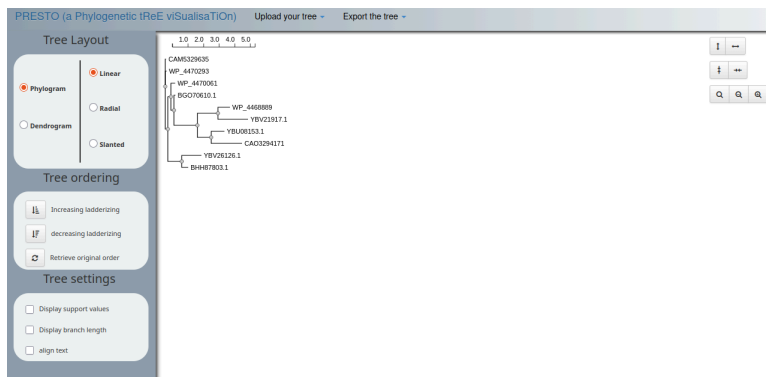 PRESTO (a Phylogenetic tReE viSualisaTiOn) Upload your tree Export the tree
Tree Layout
Phylogram
Dendrogram
Linear
Radial
Slanted
Tree ordering
Increasing ladderizing
decreasing ladderizing
Retrieve original order
Tree settings
Display support values
Display branch length
align text
1.0 2.0 3.0 4.0 5.0
CAM5329635
WP_4470293
WP_4470061
BGO70610.1
WP_4468889
YBV21917.1
YBU08153.1
CAO3294171
YBV26126.1
BHH87803.1